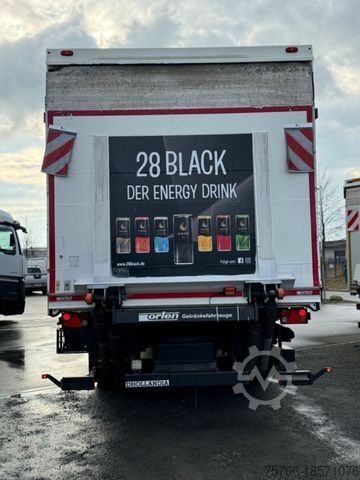 28 BLACK
DER ENERGY DRINK
www.28black.de
Folge uns:
orten Getränkefahrzeuge
DHOLLANDIA
75766-18571076